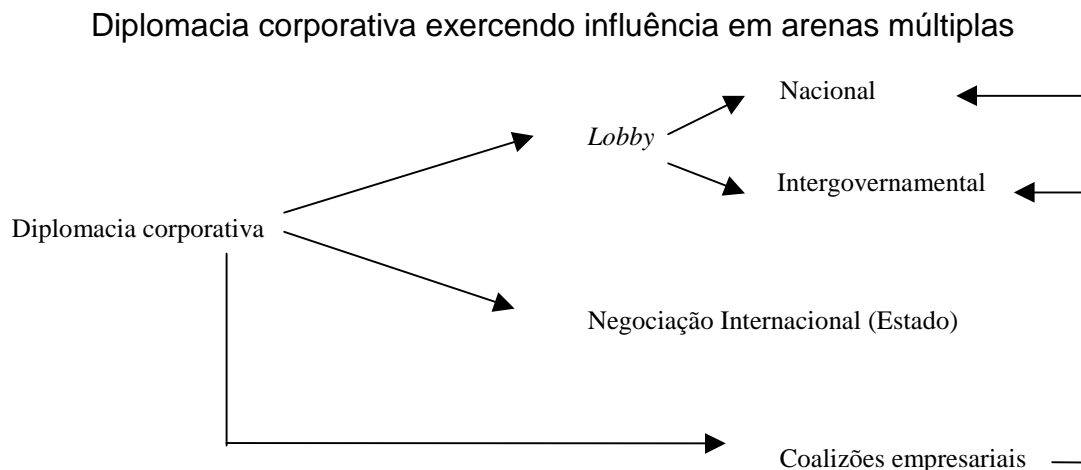 Diplomacia corporativa exercendo influência em arenas múltiplas
Nacional
Lobby
Intergovernamental
Diplomacia corporativa
Negociação Internacional (Estado)
Coalizões empresariais